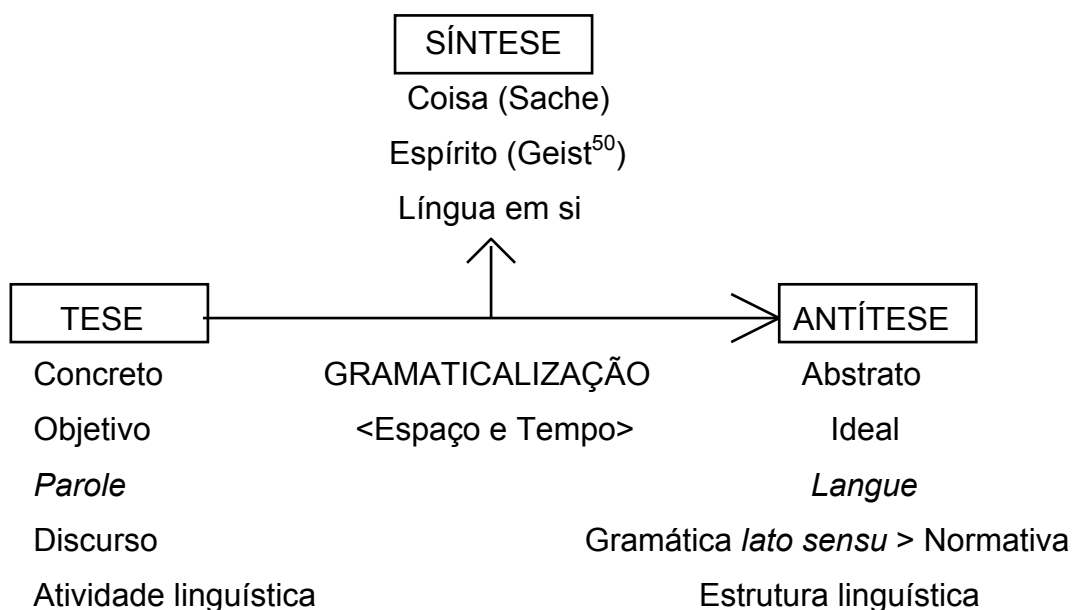 SÍNTESE
Coisa (Sache)
Espírito (Geist50)
Língua em si
TESE
ANTÍTESE
Concreto
GRAMATICALIZAÇÃO
Abstrato
Objetivo
<Espaço e Tempo>
Ideal
Parole
Langue
Discurso
Gramática lato sensu > Normativa
Atividade linguística
Estrutura linguística